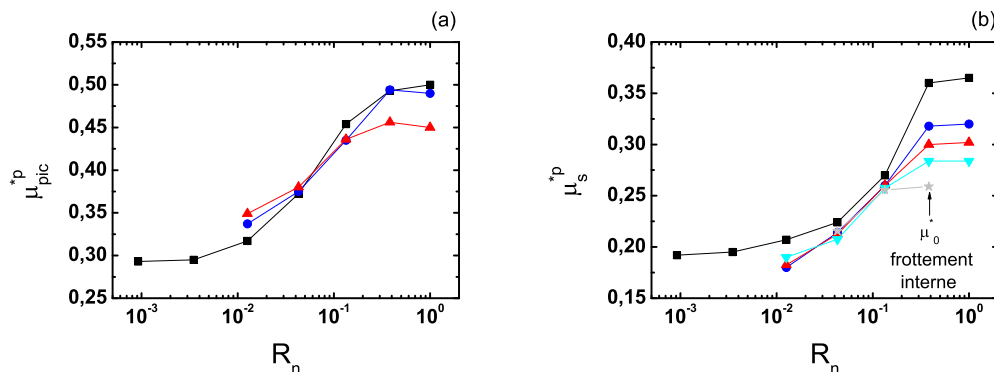 (a)
0,55
0,50
0,45
0,40
0,35
0,30
0,25
μ*p pic
10⁻³ 10⁻² 10⁻¹ 10⁰
Rn
(b)
0,35
0,30
0,25
0,20
0,15
μ*p s
μ*0
frottement
interne
10⁻³ 10⁻² 10⁻¹ 10⁰
Rn